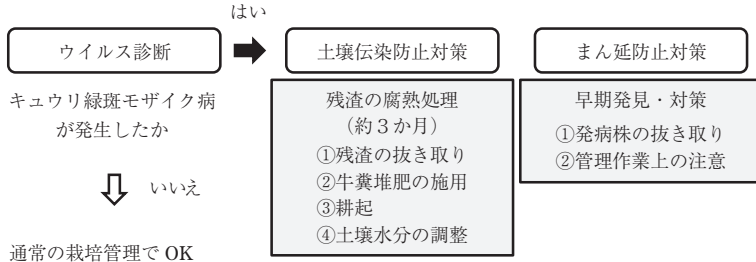 はい
ウイルス診断
土壌伝染防止対策
まん延防止対策
キュウリ緑斑モザイク病
が発生したか
いいえ
通常の栽培管理で OK
残渣の腐熟処理
（約３か月）
①残渣の抜き取り
②牛糞堆肥の施用
③耕起
④土壌水分の調整
早期発見・対策
①発病株の抜き取り
②管理作業上の注意